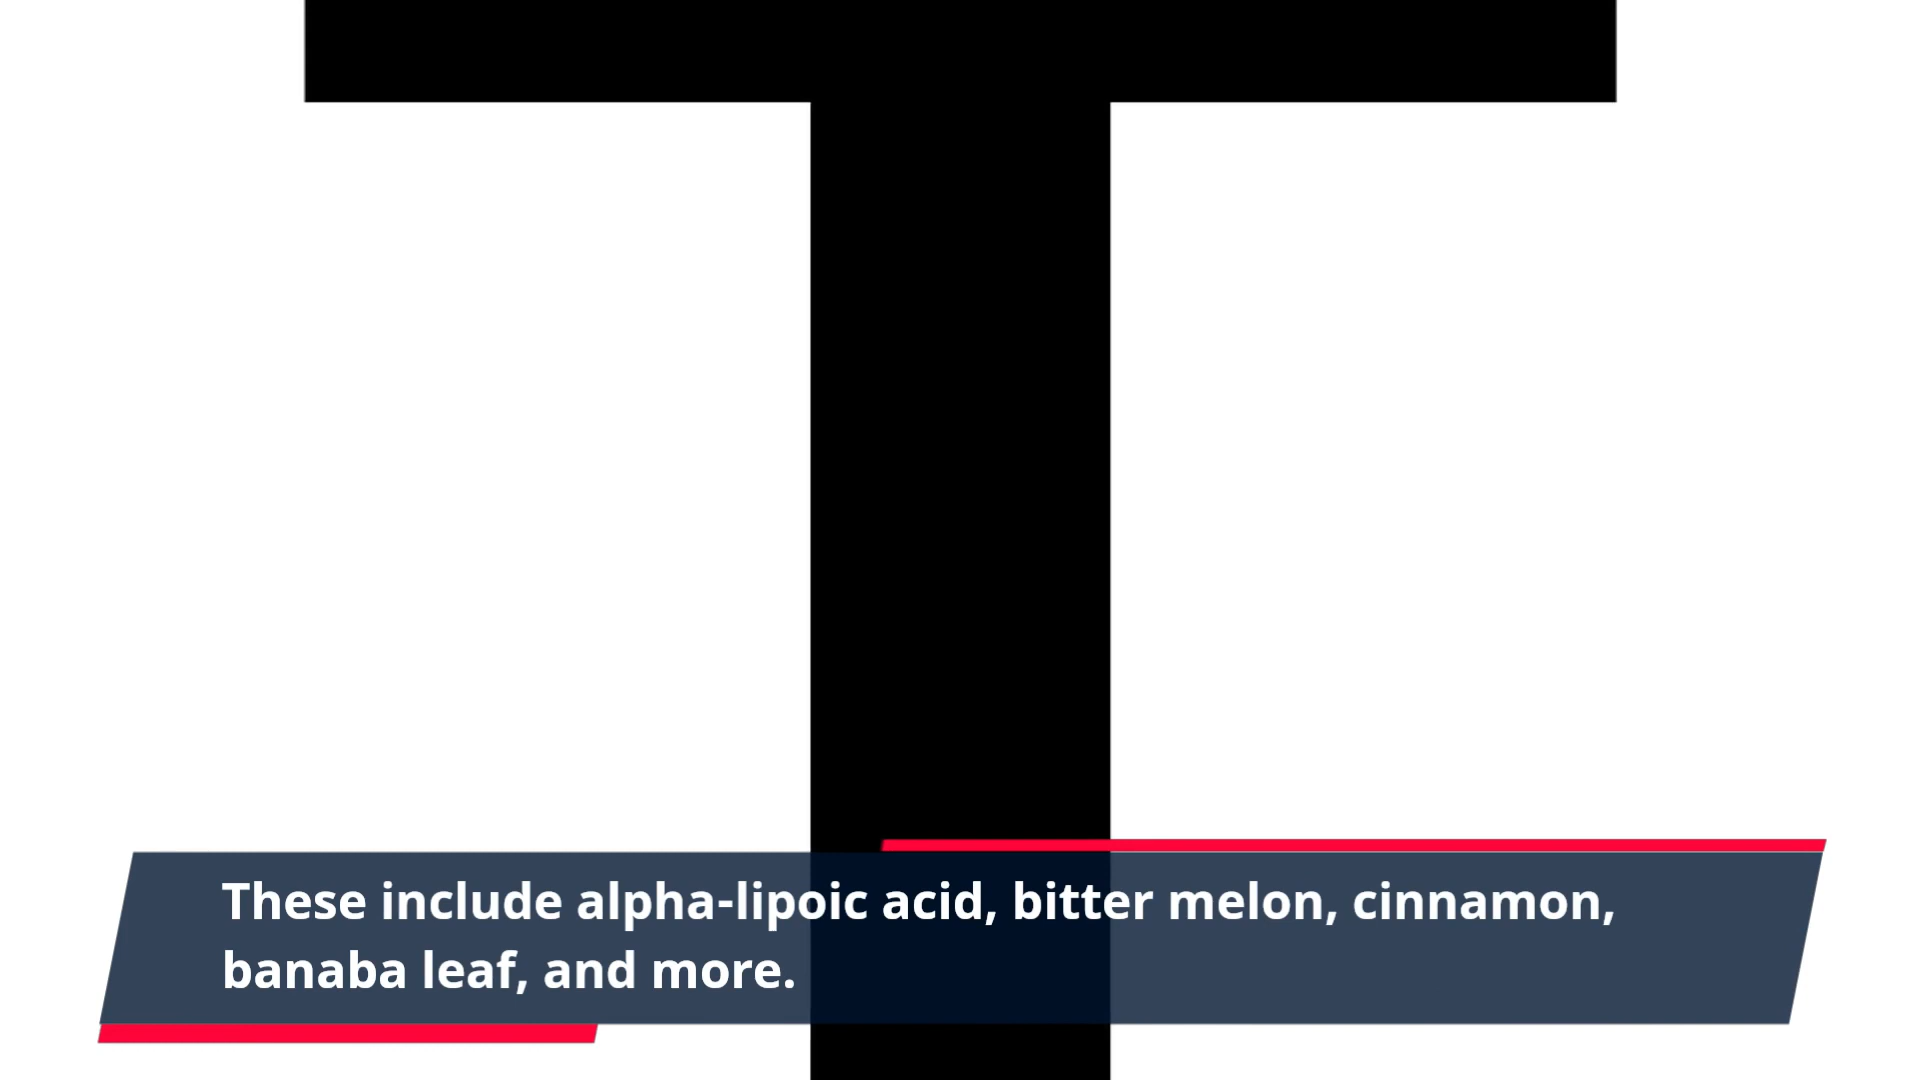 T
These include alpha-lipoic acid, bitter melon, cinnamon,
banaba leaf, and more.